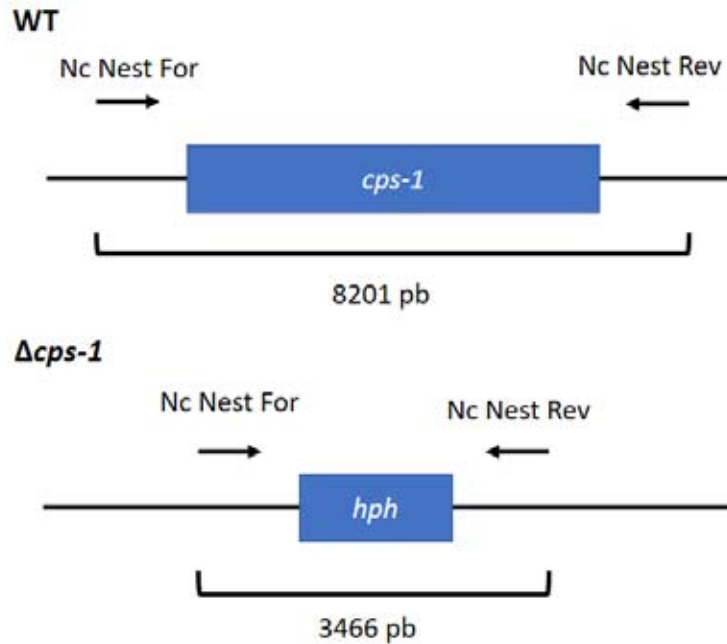 WT
Nc Nest For
Nc Nest Rev
cps-1
8201 pb
Δcps-1
Nc Nest For
Nc Nest Rev
hph
3466 pb